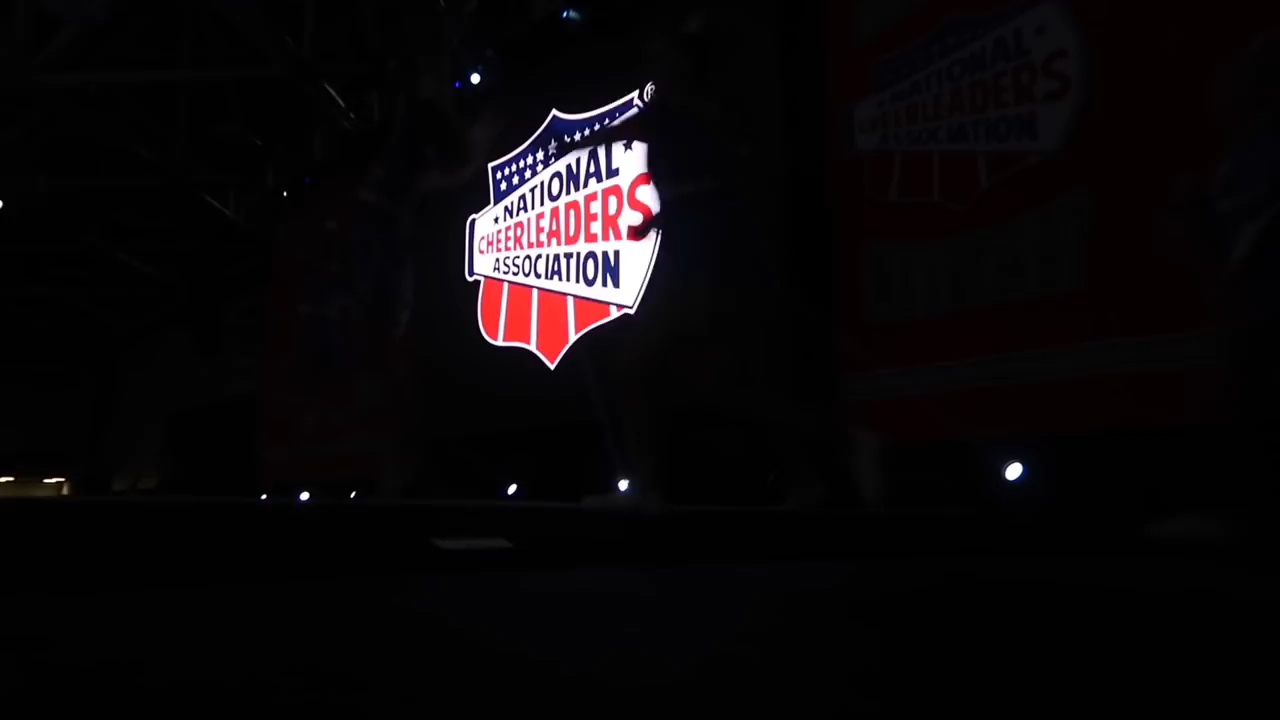 ®
NATIONAL
CHEERLEADERS
ASSOCIATION
NATIONAL
CHEERLEADERS
ASSOCIATION